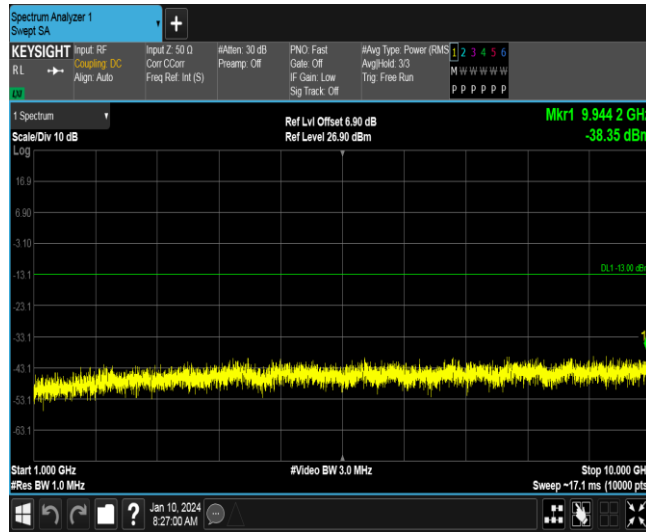 Spectrum Analyzer 1
Swept SA
+
KEYSIGHT
RL
LXI
Input: RF
Coupling: DC
Align: Auto
Input Z: 50 Ω
Corr CCorr
Freq Ref: Int (S)
#Atten: 30 dB
Preamp: Off
PNO: Fast
Gate: Off
IF Gain: Low
Sig Track: Off
#Avg Type: Power (RMS
Avg|Hold: 3/3
Trig: Free Run
1 2 3 4 5 6
M W W W W W
P P P P P P
1 Spectrum
Scale/Div 10 dB
Log
Ref Lvl Offset 6.90 dB
Ref Level 26.90 dBm
Mkr1 9.944 2 GHz
-38.35 dBm
16.9
6.90
-3.10
-13.1
DL1 -13.00 dBm
-23.1
-33.1
1
-43.1
-53.1
-63.1
Start 1.000 GHz
#Res BW 1.0 MHz
#Video BW 3.0 MHz
Stop 10.000 GHz
Sweep ~17.1 ms (10000 pts
?
Jan 10, 2024
8:27:00 AM